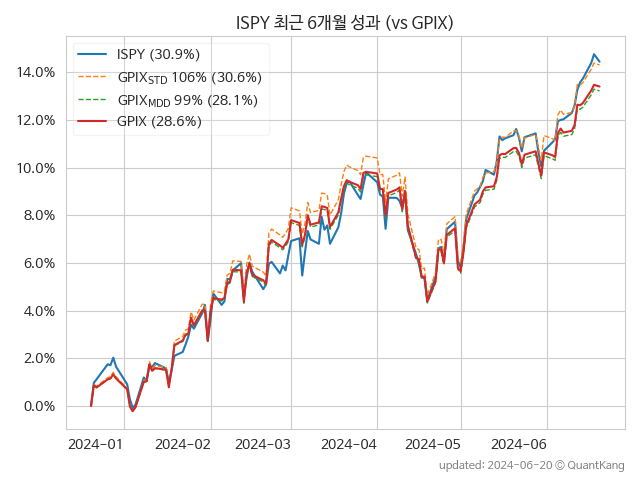 ISPY 최근 6개월 성과 (vs GPIX)
ISPY (30.9%)
GPIXSTD 106% (30.6%)
GPIXMDD 99% (28.1%)
GPIX (28.6%)
14.0%
12.0%
10.0%
8.0%
6.0%
4.0%
2.0%
0.0%
2024-01 2024-02 2024-03 2024-04 2024-05 2024-06
updated: 2024-06-20 © QuantKang